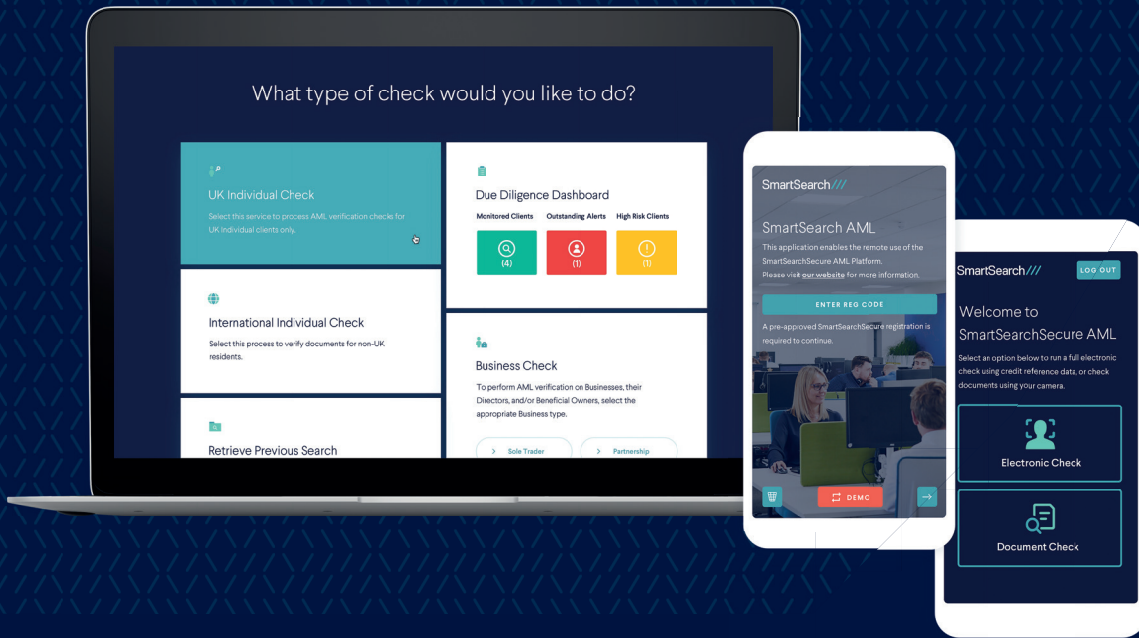 What type of check would you like to do?
UK Individual Check
Select this service to process AML verification checks for
UK Individual clients only.
International Individual Check
Select this process to verify documents for non-UK
residents.
Retrieve Previous Search
Due Diligence Dashboard
Monitored Clients Outstanding Alerts High Risk Clients
(4) (1) (1)
Business Check
To perform AML verification on Businesses, their
Directors, and/or Beneficial Owners, select the
appropriate Business type.
> Sole Trader > Partnership
SmartSearch///
SmartSearch AML
This application enables the remote use of the
SmartSearchSecure AML Platform.
Please visit our website for more information.
ENTER REG CODE
A pre-approved SmartSearchSecure registration is
required to continue.
DEMO
SmartSearch///
LOG OUT
Welcome to
SmartSearchSecure AML
Select an option below to run a full electronic
check using credit reference data, or check
documents using your camera.
Electronic Check
Document Check